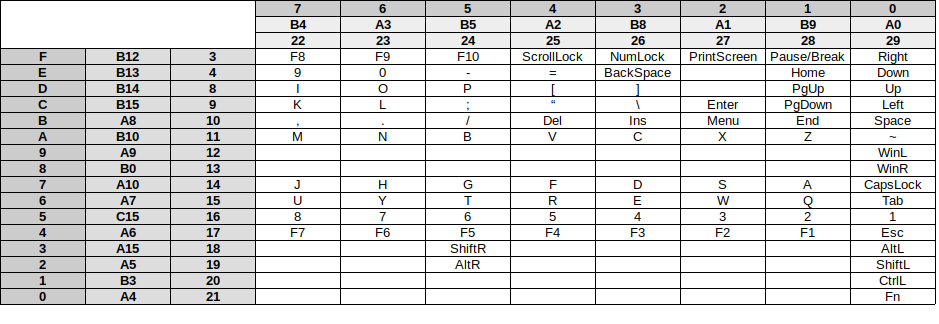 7 6 5 4 3 2 1 0
B4 A3 B5 A2 B8 A1 B9 A0
22 23 24 25 26 27 28 29
F B12 3 F8 F9 F10 ScrollLock NumLock PrintScreen Pause/Break Right
E B13 4 9 0 - = BackSpace Home Down
D B14 8 I O P [ ] PgUp Up
C B15 9 K L ; “ \ Enter PgDown Left
B A8 10 , . / Del Ins Menu End Space
A B10 11 M N B V C X Z ~
9 A9 12 WinL
8 B0 13 WinR
7 A10 14 J H G F D S A CapsLock
6 A7 15 U Y T R E W Q Tab
5 C15 16 8 7 6 5 4 3 2 1
4 A6 17 F7 F6 F5 F4 F3 F2 F1 Esc
3 A15 18 ShiftR AltL
2 A5 19 AltR ShiftL
1 B3 20 CtrlL
0 A4 21 Fn